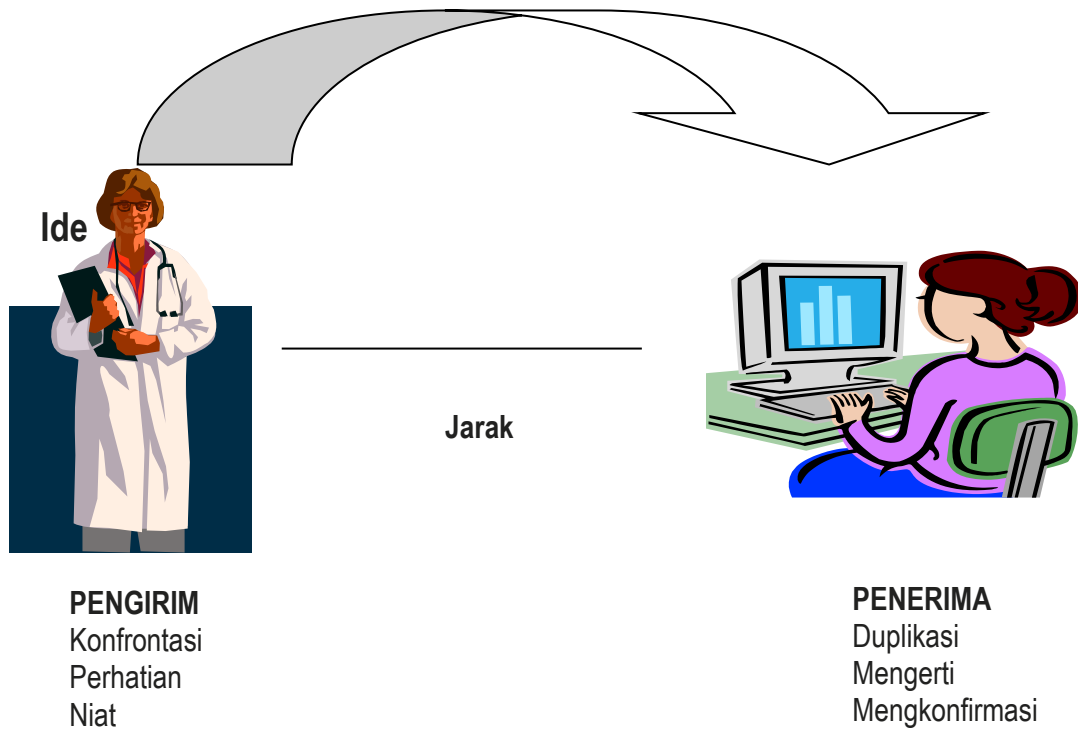 Ide
Jarak
PENGIRIM
Konfrontasi
Perhatian
Niat
PENERIMA
Duplikasi
Mengerti
Mengkonfirmasi